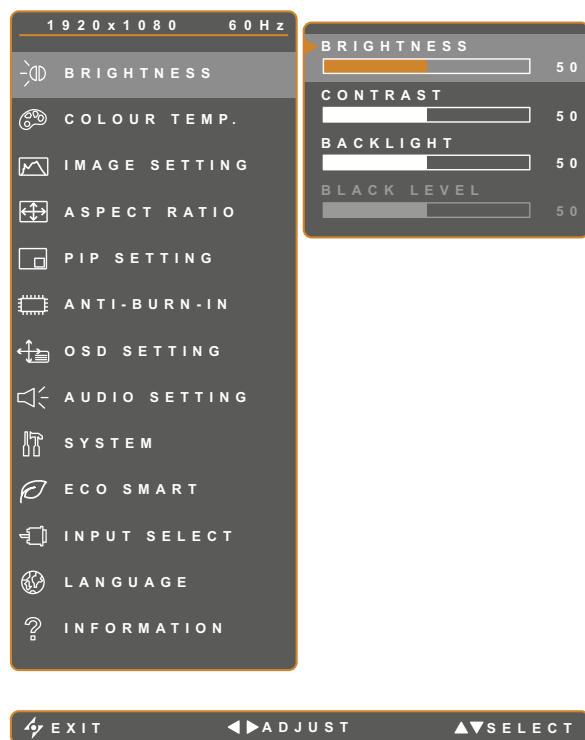 1920x1080 60Hz
BRIGHTNESS
COLOUR TEMP.
IMAGE SETTING
ASPECT RATIO
PIP SETTING
ANTI-BURN-IN
OSD SETTING
AUDIO SETTING
SYSTEM
ECO SMART
INPUT SELECT
LANGUAGE
INFORMATION
BRIGHTNESS
50
CONTRAST
50
BACKLIGHT
50
BLACK LEVEL
50
EXIT ADJUST SELECT